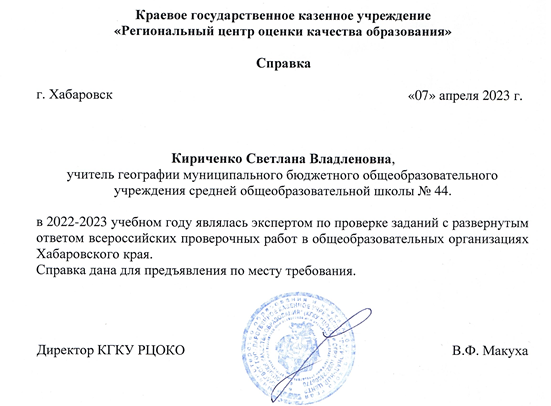 Краевое государственное казенное учреждение
«Региональный центр оценки качества образования»
Справка
г. Хабаровск «07» апреля 2023 г.
Кириченко Светлана Владленовна,
учитель географии муниципального бюджетного общеобразовательного
учреждения средней общеобразовательной школы № 44.
в 2022-2023 учебном году являлась экспертом по проверке заданий с развернутым
ответом всероссийских проверочных работ в общеобразовательных организациях
Хабаровского края.
Справка дана для предъявления по месту требования.
Директор КГКУ РЦОКО В.Ф. Макуха